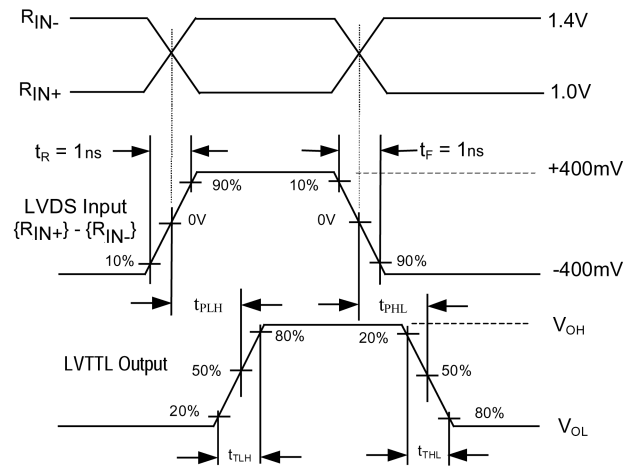 RIN-
1.4V
RIN+
1.0V
tR = 1ns
tF = 1ns
+400mV
90%
10%
LVDS Input
{RIN+} - {RIN-}
0V
0V
10%
90%
-400mV
tPLH
tPHL
80%
20%
VOH
LVTTL Output
50%
50%
20%
80%
VOL
tTLH
tTHL